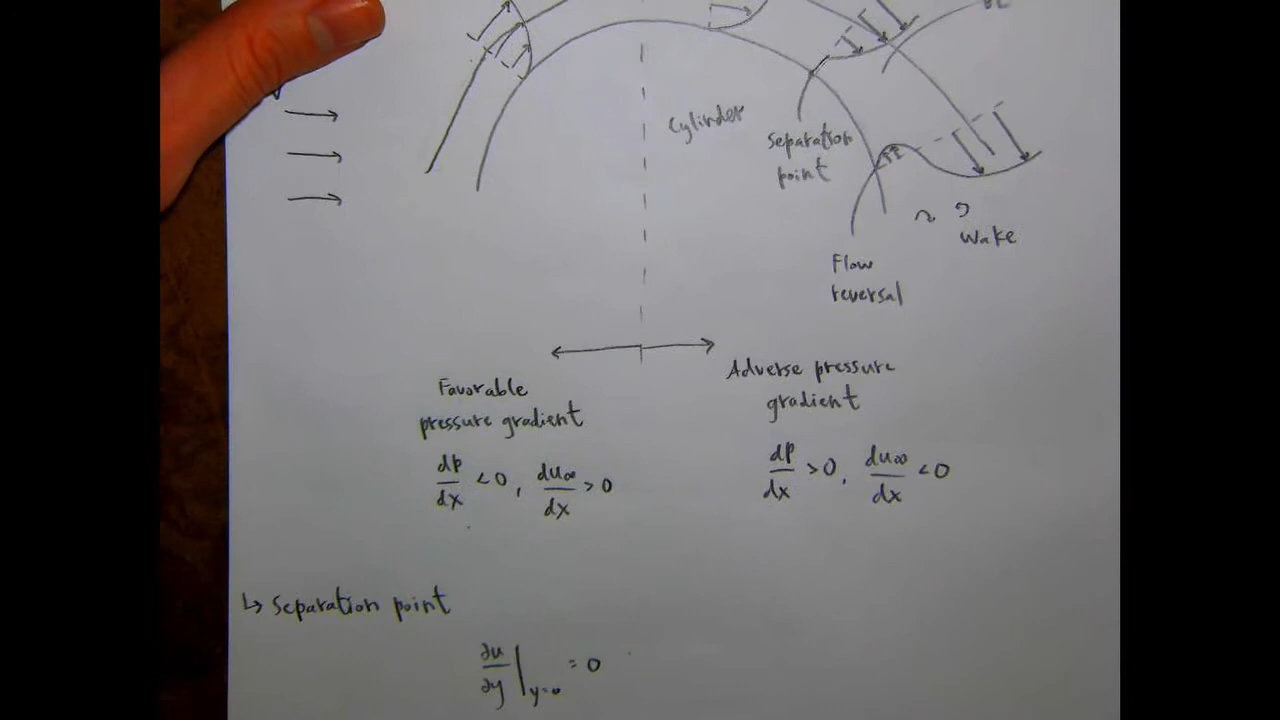 Cylinder
Separation
point
Wake
Flow
reversal
Favorable
pressure gradient
dp/dx < 0, du∞/dx > 0
Adverse pressure
gradient
dp/dx > 0, du∞/dx < 0
↳ Separation point
∂u/∂y |y=0 = 0